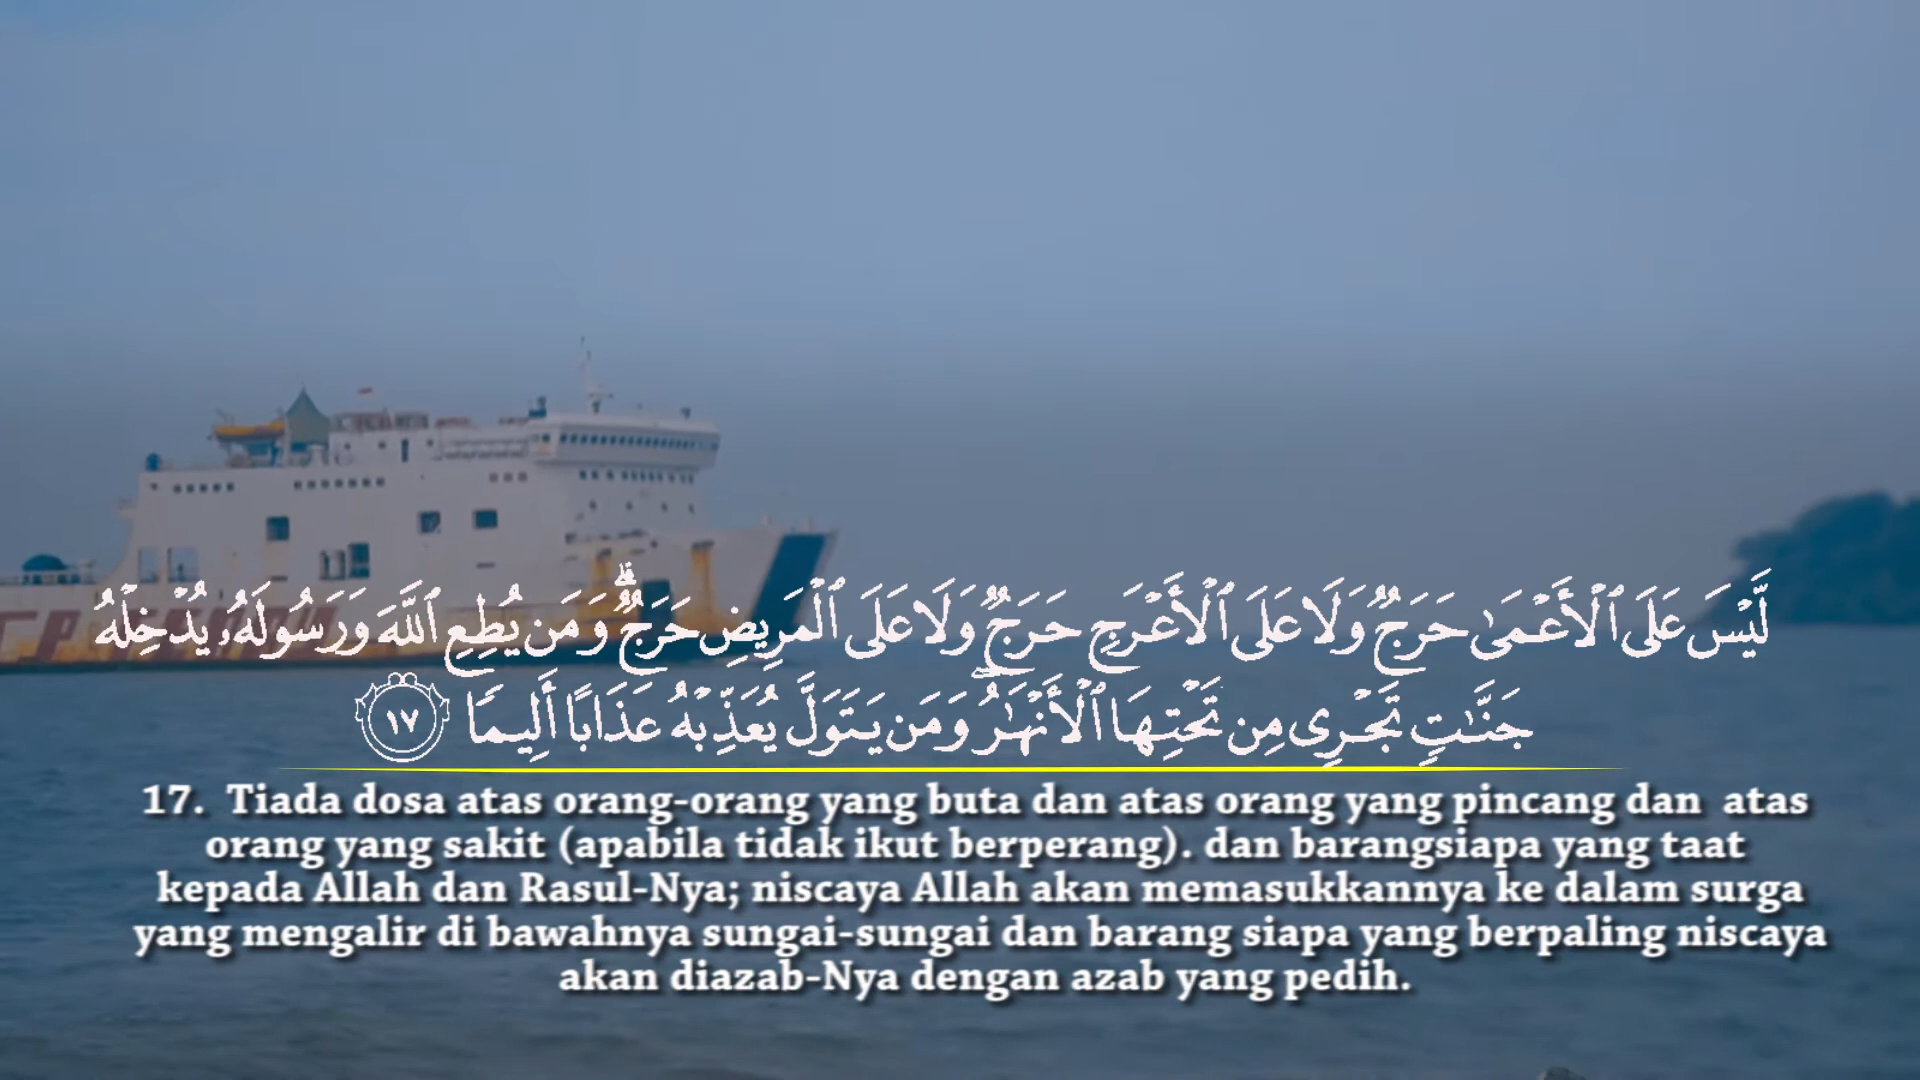 لَّيْسَ عَلَى ٱلْأَعْمَىٰ حَرَجٌ وَلَا عَلَى ٱلْأَعْرَجِ حَرَجٌ وَلَا عَلَى ٱلْمَرِيضِ حَرَجٌ ۗ وَمَن يُطِعِ ٱللَّهَ وَرَسُولَهُۥ يُدْخِلْهُ
جَنَّـٰتٍ تَجْرِى مِن تَحْتِهَا ٱلْأَنْهَـٰرُ ۖ وَمَن يَتَوَلَّ يُعَذِّبْهُ عَذَابًا أَلِيمًا ١٧
17. Tiada dosa atas orang-orang yang buta dan atas orang yang pincang dan atas
orang yang sakit (apabila tidak ikut berperang). dan barangsiapa yang taat
kepada Allah dan Rasul-Nya; niscaya Allah akan memasukkannya ke dalam surga
yang mengalir di bawahnya sungai-sungai dan barang siapa yang berpaling niscaya
akan diazab-Nya dengan azab yang pedih.